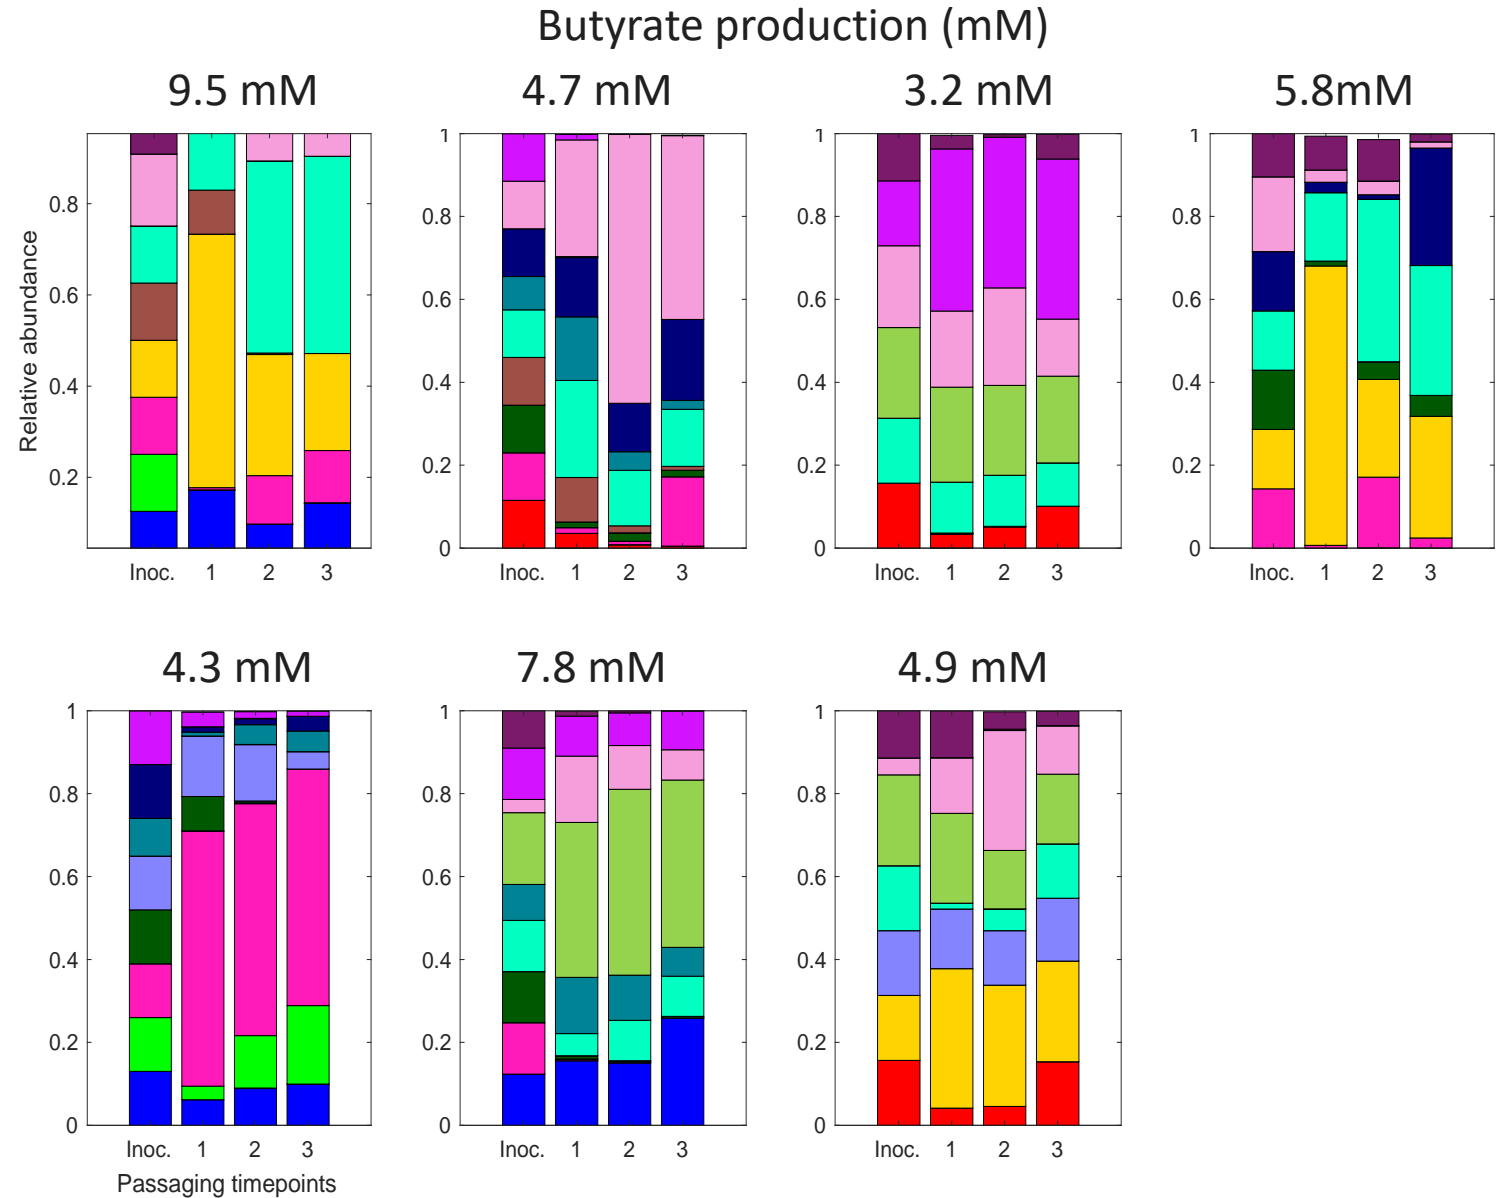 Butyrate production (mM)
9.5 mM
4.7 mM
3.2 mM
5.8mM
Relative abundance
0.8
0.6
0.4
0.2
Inoc. 1 2 3
1
0.8
0.6
0.4
0.2
0
Inoc. 1 2 3
1
0.8
0.6
0.4
0.2
0
Inoc. 1 2 3
1
0.8
0.6
0.4
0.2
0
Inoc. 1 2 3
4.3 mM
7.8 mM
4.9 mM
1
0.8
0.6
0.4
0.2
0
Inoc. 1 2 3
Passaging timepoints
1
0.8
0.6
0.4
0.2
0
Inoc. 1 2 3
1
0.8
0.6
0.4
0.2
0
Inoc. 1 2 3